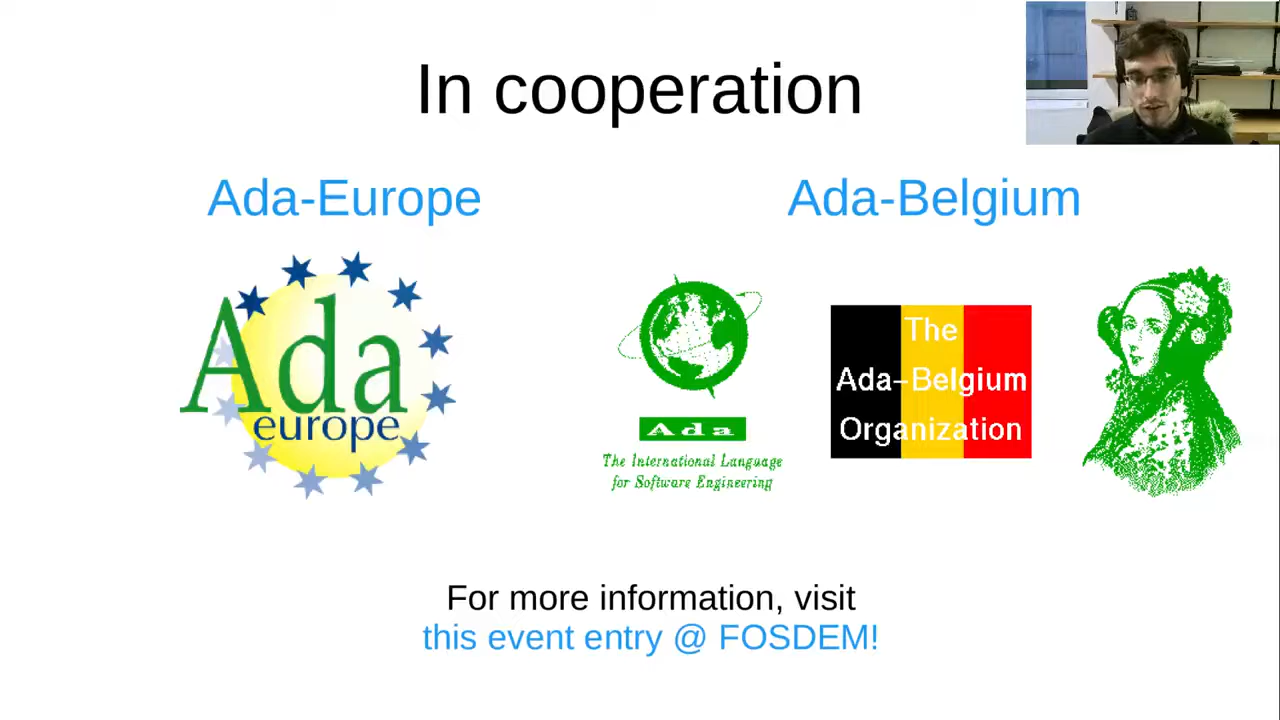 In cooperation
Ada-Europe
Ada-Belgium
Ada
europe
Ada
The International Language
for Software Engineering
The
Ada-Belgium
Organization
For more information, visit
this event entry @ FOSDEM!